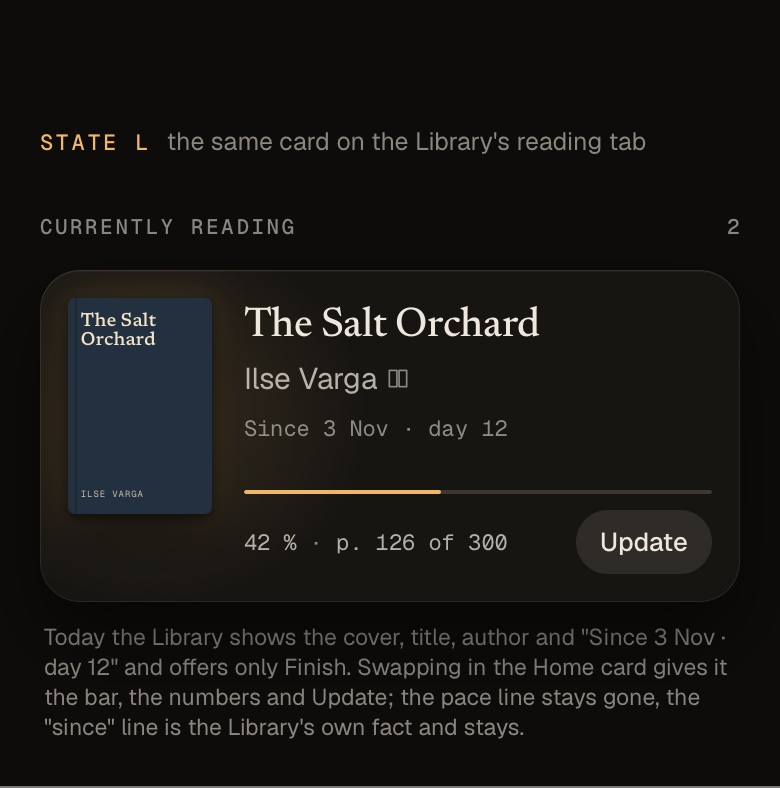 STATE L the same card on the Library's reading tab
CURRENTLY READING 2
The Salt
Orchard
ILSE VARGA
The Salt Orchard
Ilse Varga
Since 3 Nov · day 12
42 % · p. 126 of 300
Update
Today the Library shows the cover, title, author and "Since 3 Nov ·
day 12" and offers only Finish. Swapping in the Home card gives it
the bar, the numbers and Update; the pace line stays gone, the
"since" line is the Library's own fact and stays.